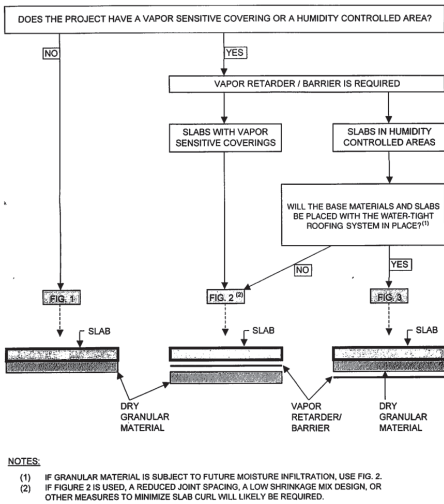 DOES THE PROJECT HAVE A VAPOR SENSITIVE COVERING OR A HUMIDITY CONTROLLED AREA?
NO
YES
VAPOR RETARDER / BARRIER IS REQUIRED
SLABS WITH VAPOR
SENSITIVE COVERINGS
SLABS IN HUMIDITY
CONTROLLED AREAS
WILL THE BASE MATERIALS AND SLABS
BE PLACED WITH THE WATER-TIGHT
ROOFING SYSTEM IN PLACE?(1)
NO
YES
FIG. 1
FIG. 2 (2)
FIG. 3
SLAB
SLAB
SLAB
DRY
GRANULAR
MATERIAL
VAPOR
RETARDER/
BARRIER
DRY
GRANULAR
MATERIAL
NOTES:
(1) IF GRANULAR MATERIAL IS SUBJECT TO FUTURE MOISTURE INFILTRATION, USE FIG. 2.
(2) IF FIGURE 2 IS USED, A REDUCED JOINT SPACING, A LOW SHRINKAGE MIX DESIGN, OR
OTHER MEASURES TO MINIMIZE SLAB CURL WILL LIKELY BE REQUIRED.